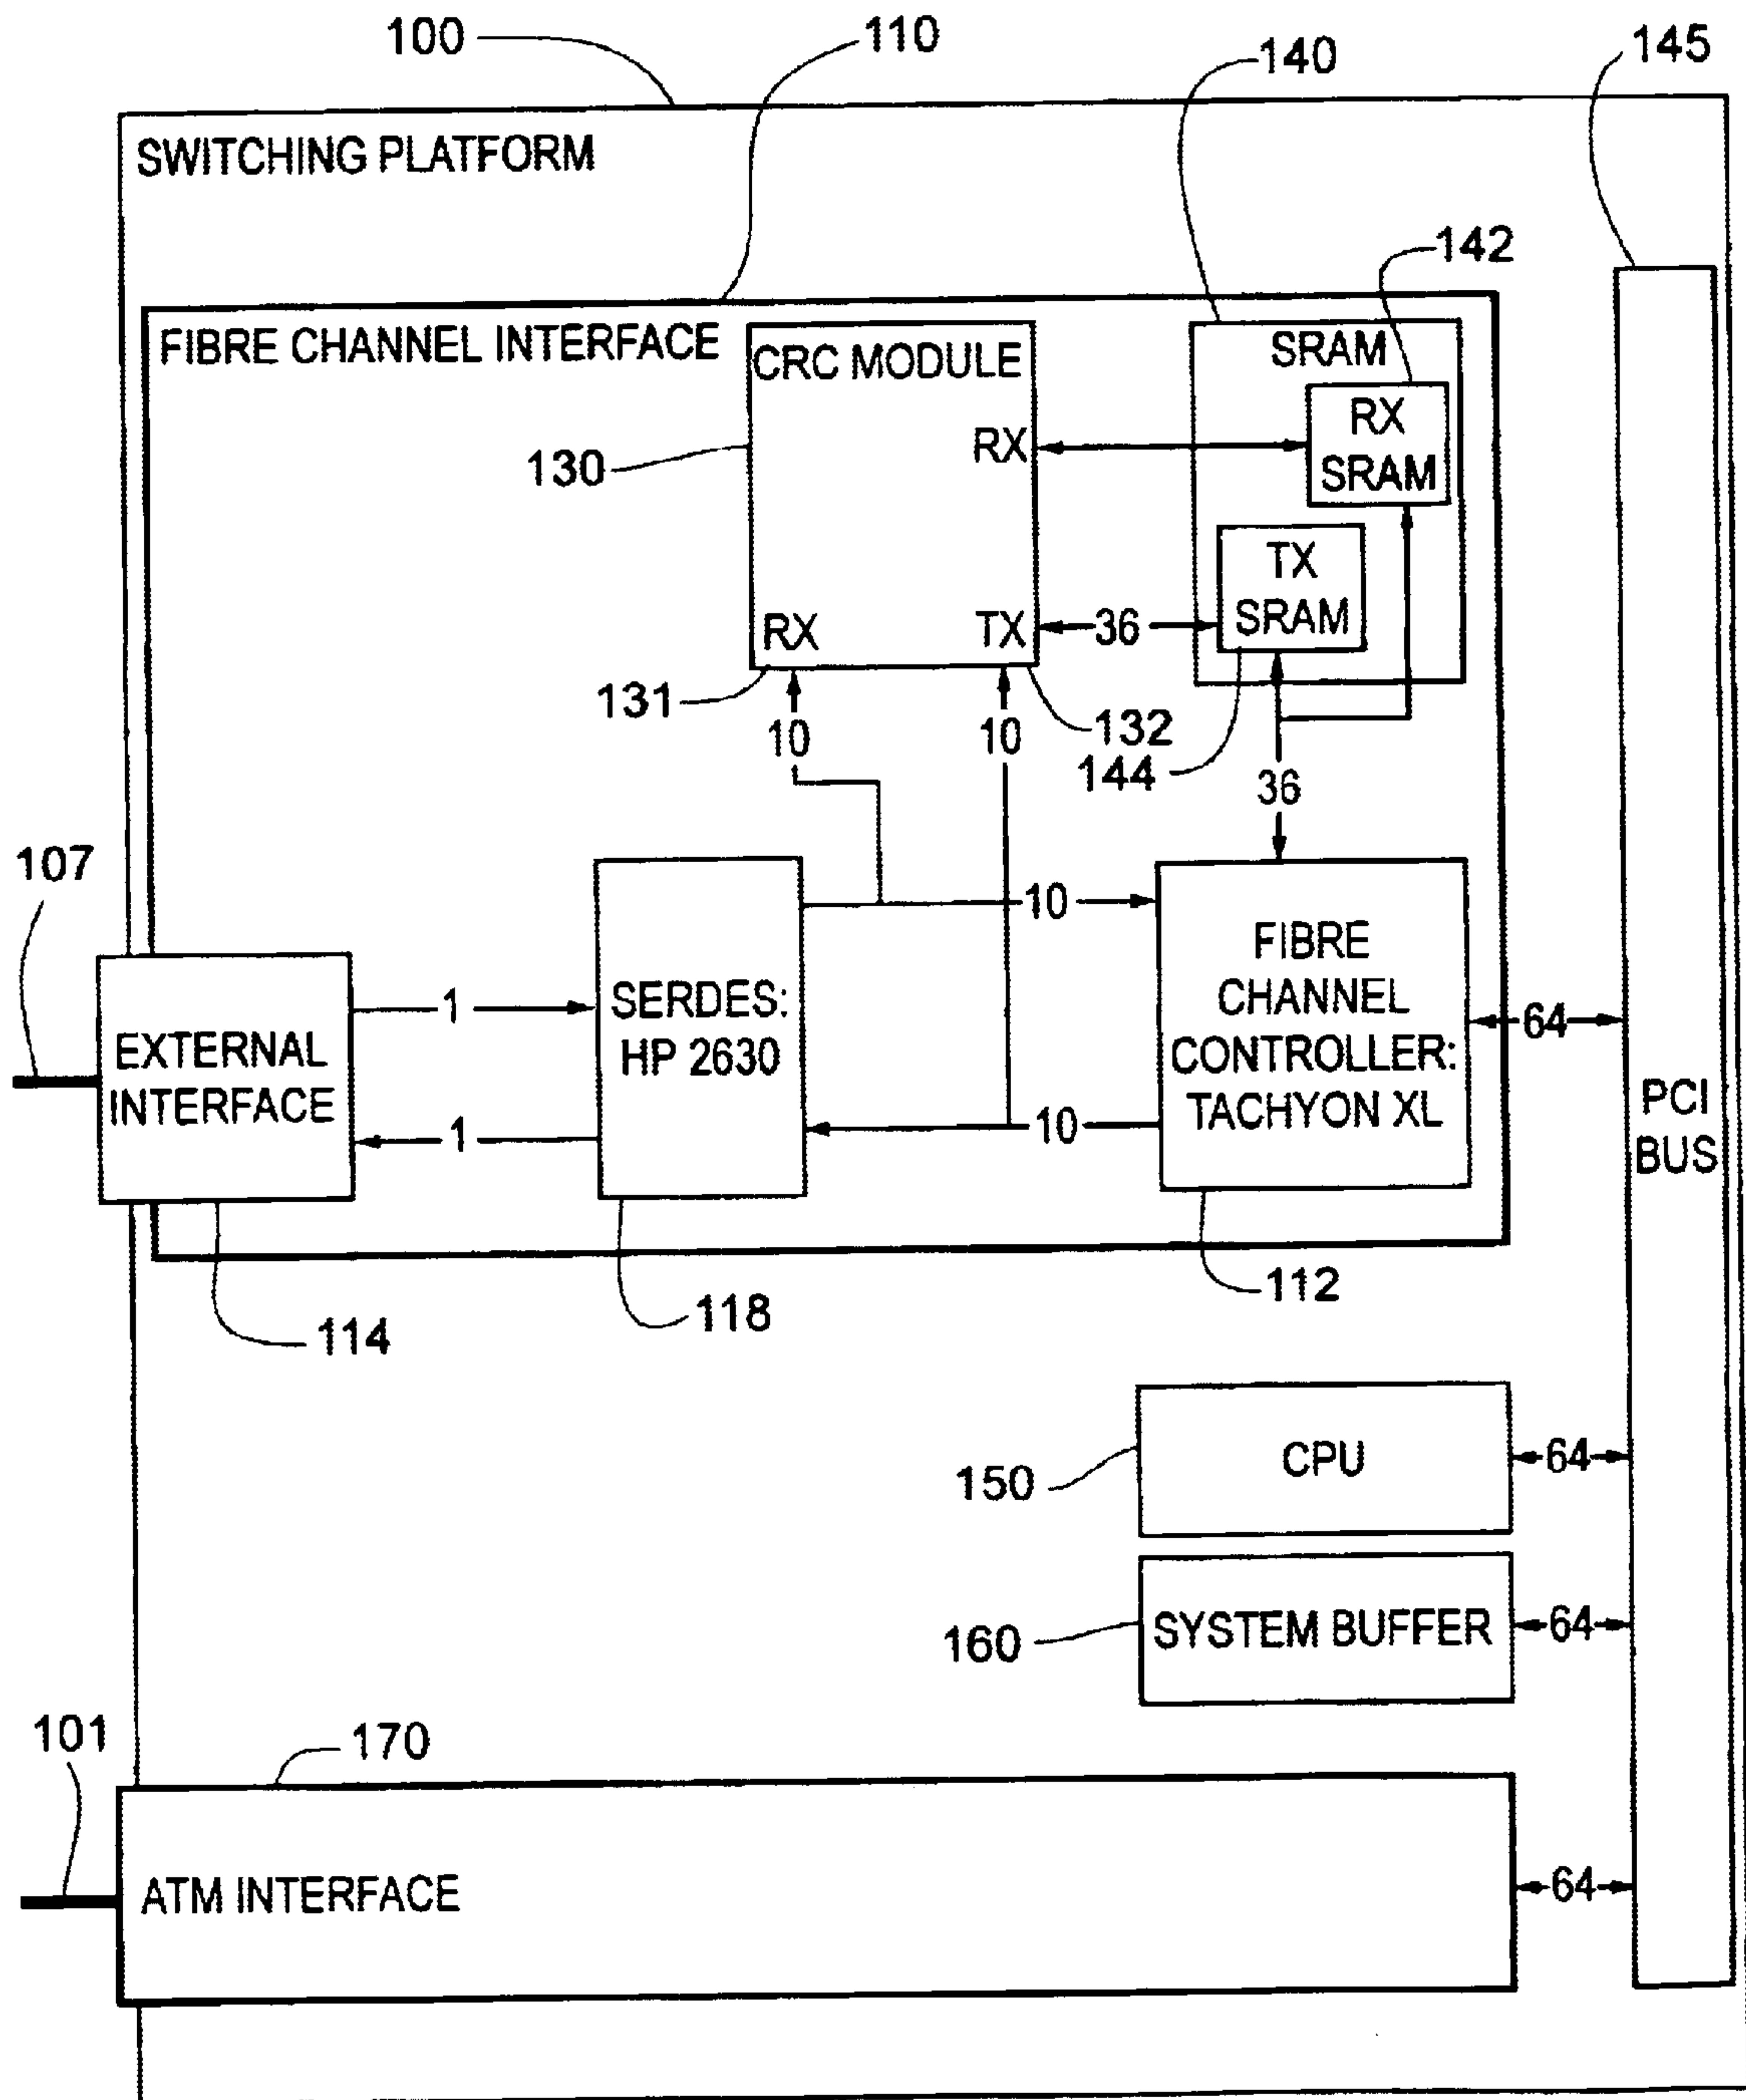 100
110
140
145
SWITCHING PLATFORM
142
FIBRE CHANNEL INTERFACE
CRC MODULE
SRAM
RX
SRAM
RX
130
TX
SRAM
RX
TX
36
131
10
10
132
144
36
107
10
FIBRE
CHANNEL
CONTROLLER:
TACHYON XL
SERDES:
HP 2630
1
EXTERNAL
INTERFACE
64
PCI
BUS
1
10
114
118
112
150
CPU
64
160
SYSTEM BUFFER
64
101
170
ATM INTERFACE
64